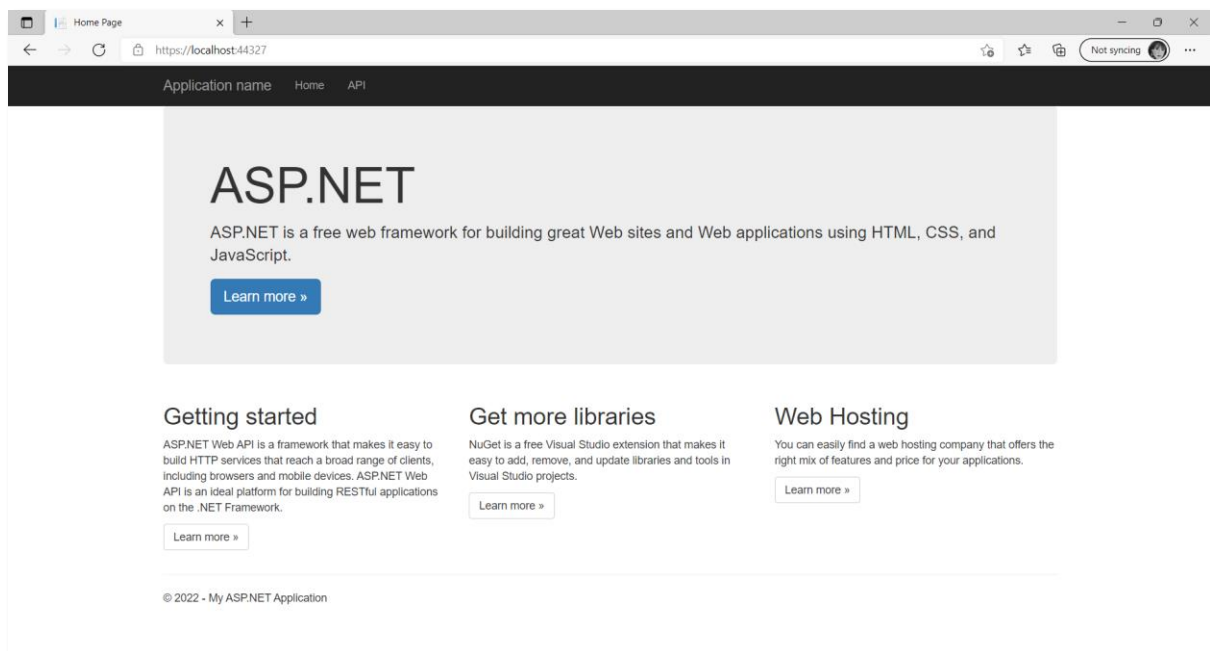 Home Page
https://localhost:44327
Not syncing
Application name Home API
ASP.NET
ASP.NET is a free web framework for building great Web sites and Web applications using HTML, CSS, and
JavaScript.
Learn more »
Getting started
ASP.NET Web API is a framework that makes it easy to
build HTTP services that reach a broad range of clients,
including browsers and mobile devices. ASP.NET Web
API is an ideal platform for building RESTful applications
on the .NET Framework.
Learn more »
Get more libraries
NuGet is a free Visual Studio extension that makes it
easy to add, remove, and update libraries and tools in
Visual Studio projects.
Learn more »
Web Hosting
You can easily find a web hosting company that offers the
right mix of features and price for your applications.
Learn more »
© 2022 - My ASP.NET Application